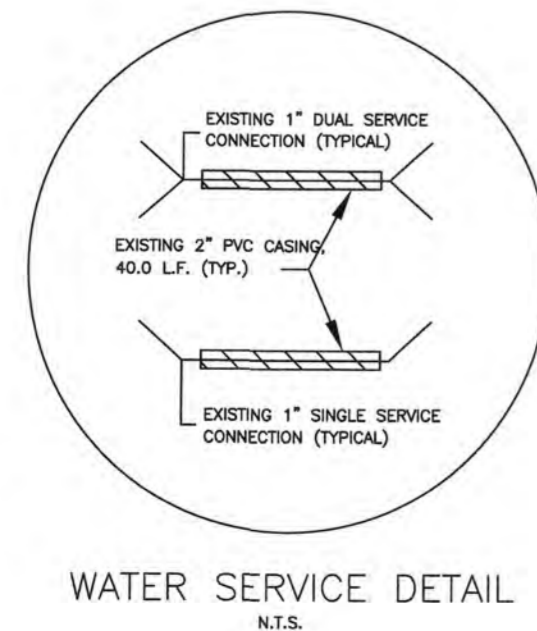 EXISTING 1" DUAL SERVICE
CONNECTION (TYPICAL)
EXISTING 2" PVC CASING,
40.0 L.F. (TYP.)
EXISTING 1" SINGLE SERVICE
CONNECTION (TYPICAL)
WATER SERVICE DETAIL
N.T.S.